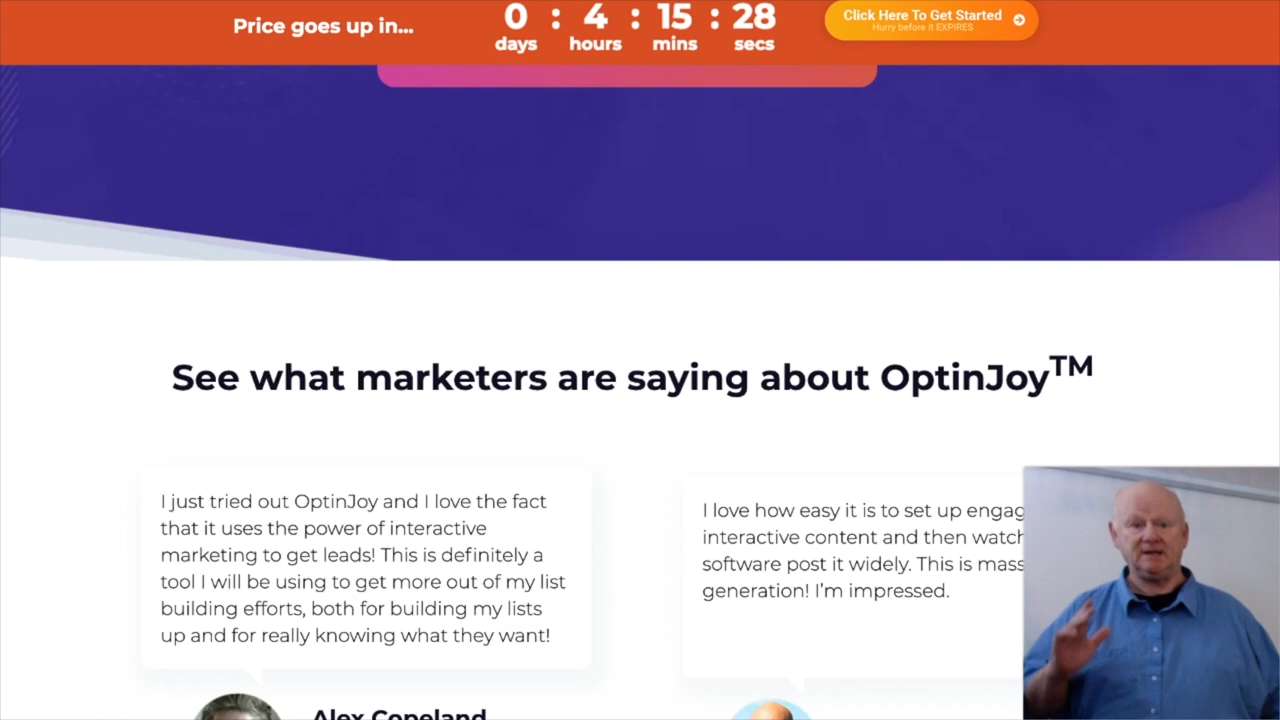 Price goes up in...
0 : 4 : 15 : 28
days hours mins secs
Click Here To Get Started
Hurry before it EXPIRES
See what marketers are saying about OptinJoy™
I just tried out OptinJoy and I love the fact
that it uses the power of interactive
marketing to get leads! This is definitely a
tool I will be using to get more out of my list
building efforts, both for building my lists
up and for really knowing what they want!
Alex Copeland
I love how easy it is to set up engag
interactive content and then watch
software post it widely. This is mass
generation! I'm impressed.